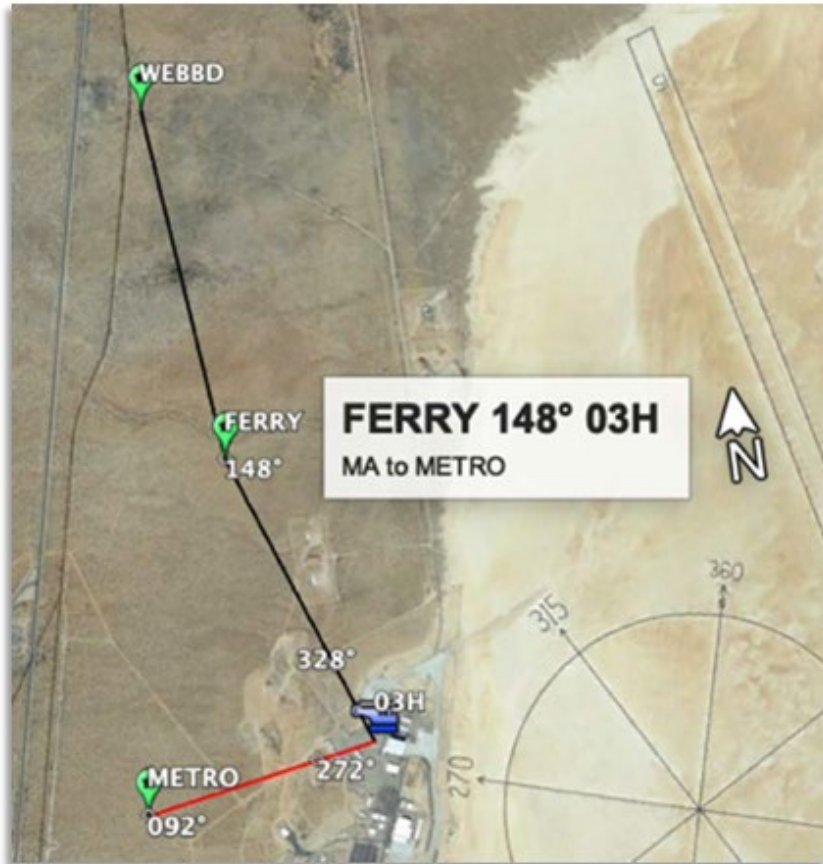 WEBBD
FERRY
148°
FERRY 148° 03H
MA to METRO
N
360
315
328°
03H
270
272°
METRO
092°